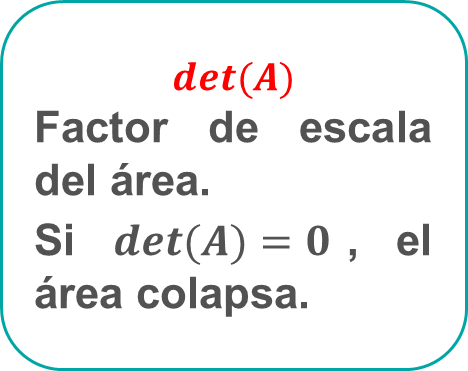 det(A)
Factor de escala
del área.
Si det(A) = 0 , el
área colapsa.